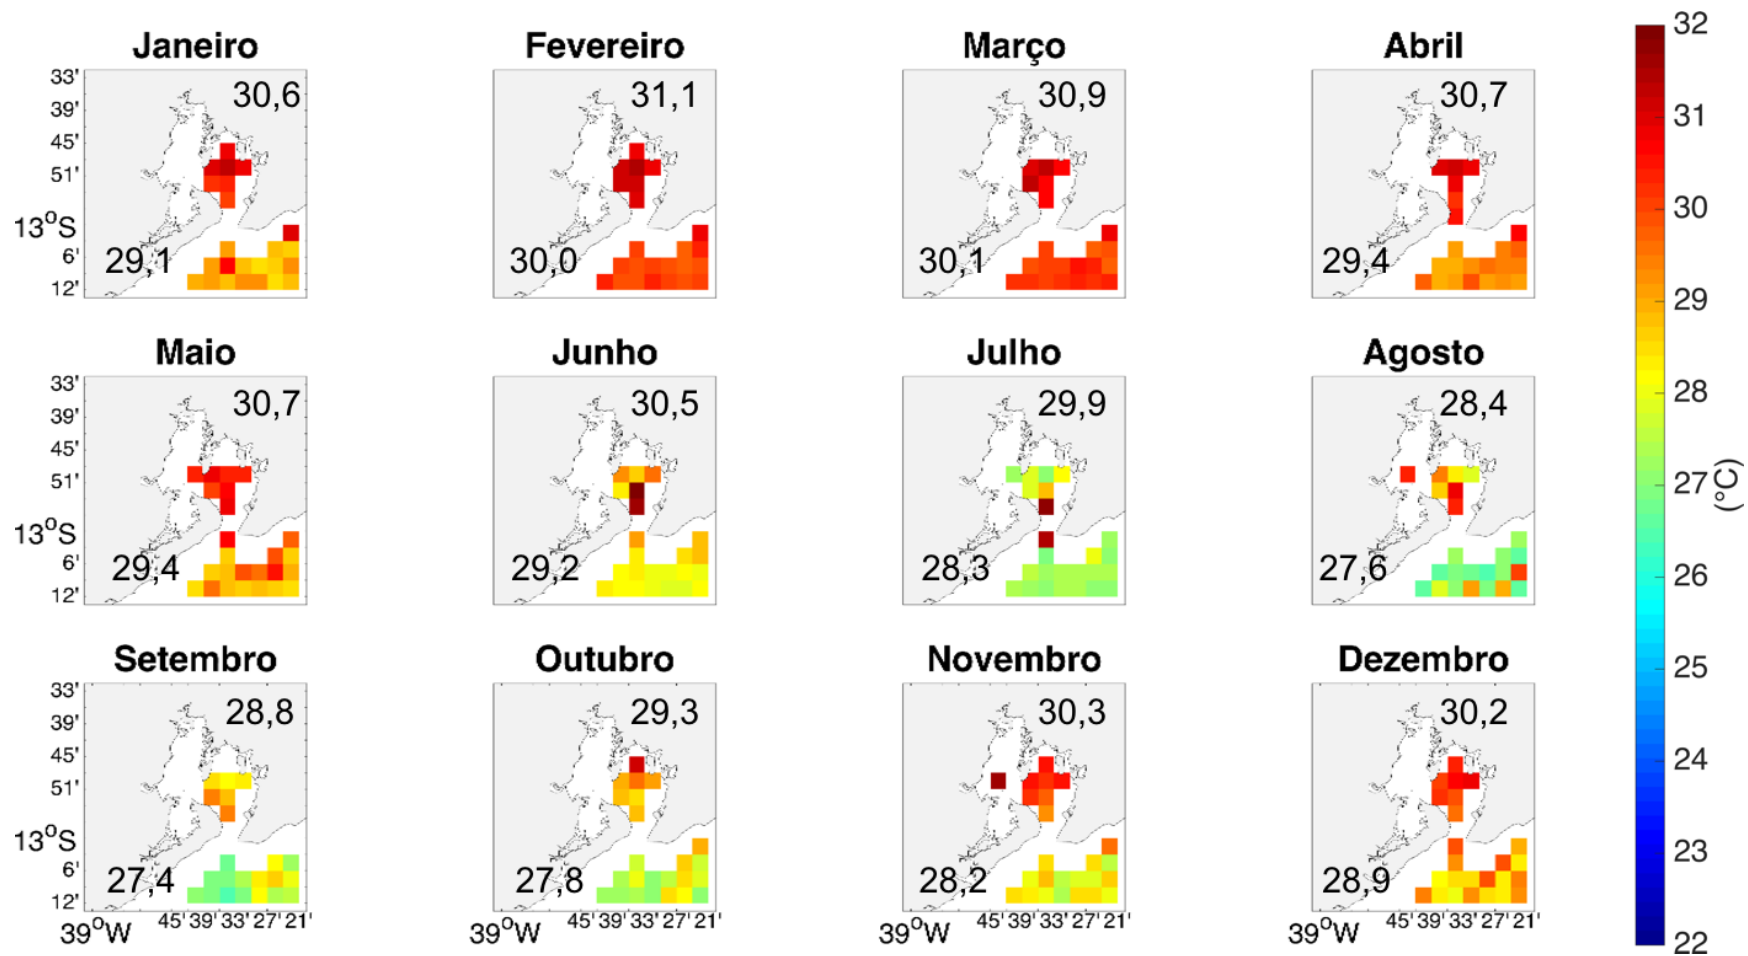 Janeiro Fevereiro Março Abril
33' 30,6 31,1 30,9 30,7
39'
45'
51'
13°S
6' 29,1 30,0 30,1 29,4
12'
Maio Junho Julho Agosto
33' 30,7 30,5 29,9 28,4
39'
45'
51'
13°S
6' 29,4 29,2 28,3 27,6
12'
Setembro Outubro Novembro Dezembro
33' 28,8 29,3 30,3 30,2
39'
45'
51'
13°S
6' 27,4 27,8 28,2 28,9
12'
45' 39' 33' 27' 21' 45' 39' 33' 27' 21' 45' 39' 33' 27' 21' 45' 39' 33' 27' 21'
39°W 39°W 39°W 39°W
32
31
30
29
28
27
26
25
24
23
22
(°C)